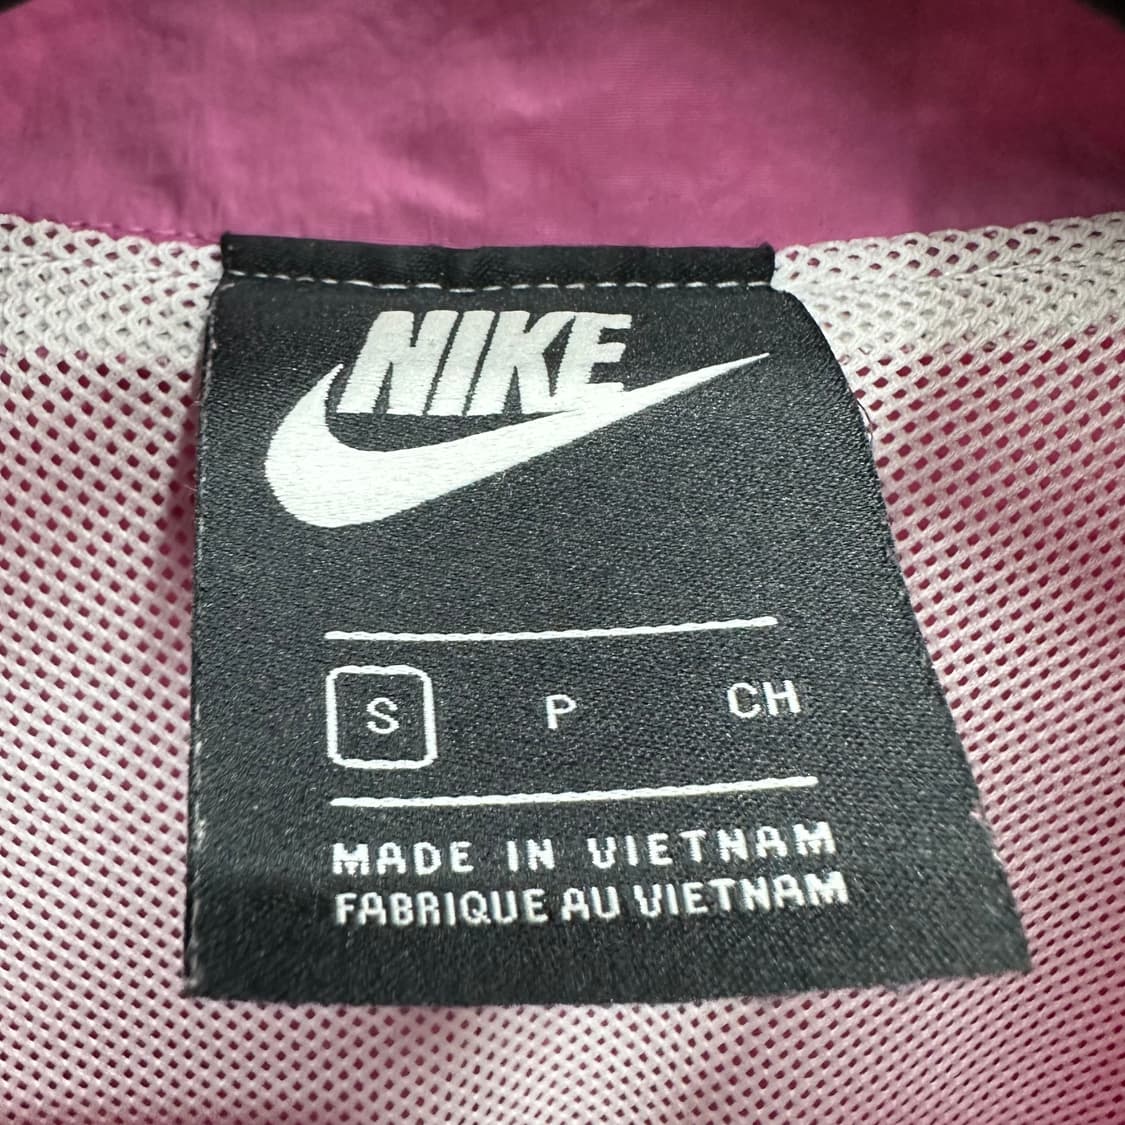 NIKE
S P CH
MADE IN VIETNAM
FABRIQUE AU VIETNAM